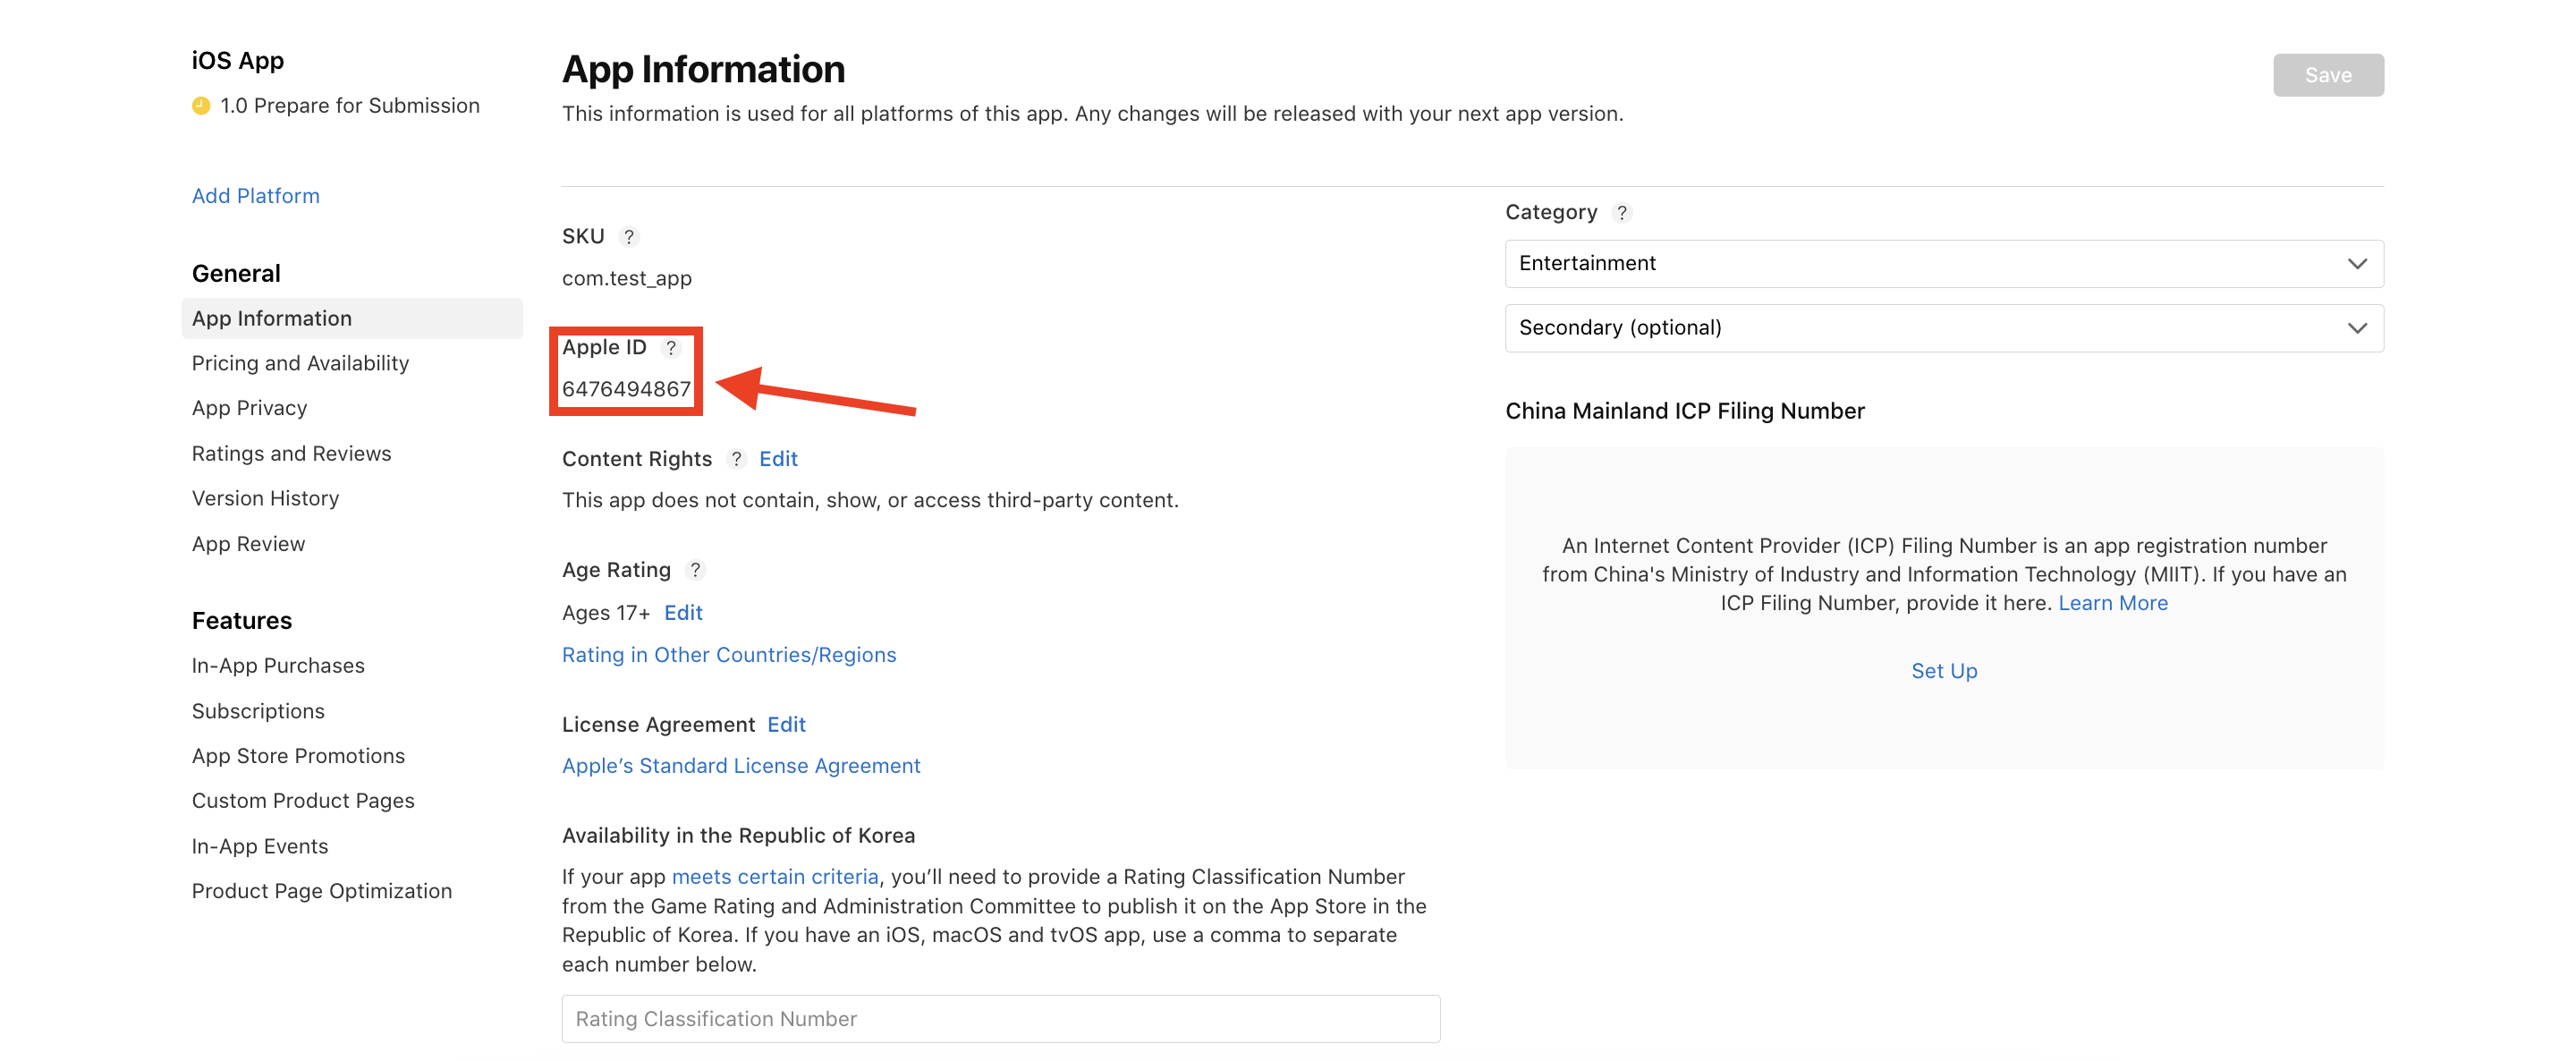 iOS App
1.0 Prepare for Submission
Add Platform
General
App Information
Pricing and Availability
App Privacy
Ratings and Reviews
Version History
App Review
Features
In-App Purchases
Subscriptions
App Store Promotions
Custom Product Pages
In-App Events
Product Page Optimization
App Information
Save
This information is used for all platforms of this app. Any changes will be released with your next app version.
SKU ?
com.test_app
Apple ID ?
6476494867
Content Rights ? Edit
This app does not contain, show, or access third-party content.
Age Rating ?
Ages 17+ Edit
Rating in Other Countries/Regions
License Agreement Edit
Apple’s Standard License Agreement
Availability in the Republic of Korea
If your app meets certain criteria, you’ll need to provide a Rating Classification Number
from the Game Rating and Administration Committee to publish it on the App Store in the
Republic of Korea. If you have an iOS, macOS and tvOS app, use a comma to separate
each number below.
Rating Classification Number
Category ?
Entertainment
Secondary (optional)
China Mainland ICP Filing Number
An Internet Content Provider (ICP) Filing Number is an app registration number
from China's Ministry of Industry and Information Technology (MIIT). If you have an
ICP Filing Number, provide it here. Learn More
Set Up